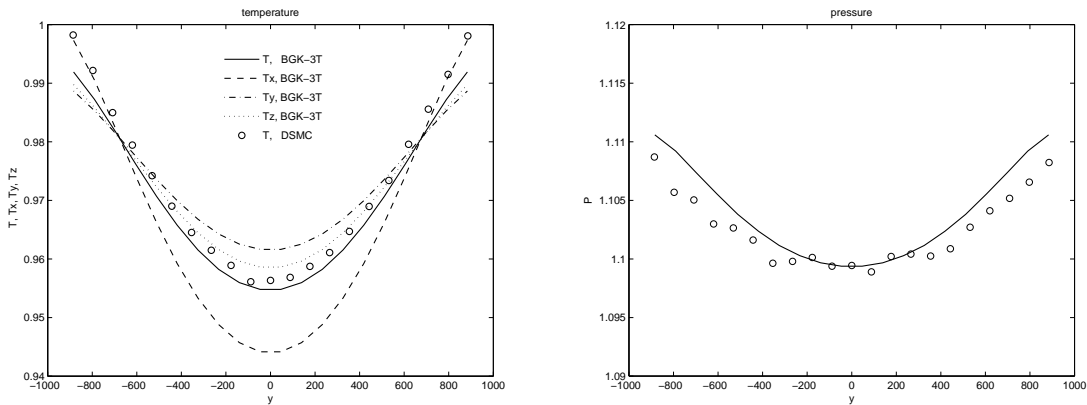 temperature
1
0.99
0.98
0.97
0.96
0.95
0.94
T, Tx, Ty, Tz
T, BGK−3T
Tx, BGK−3T
Ty, BGK−3T
Tz, BGK−3T
T, DSMC
−1000 −800 −600 −400 −200 0 200 400 600 800 1000
y
pressure
1.12
1.115
1.11
1.105
1.1
1.095
1.09
P
−1000 −800 −600 −400 −200 0 200 400 600 800 1000
y